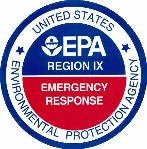 UNITED STATES
EPA
REGION IX
EMERGENCY
RESPONSE
ENVIRONMENTAL PROTECTION AGENCY